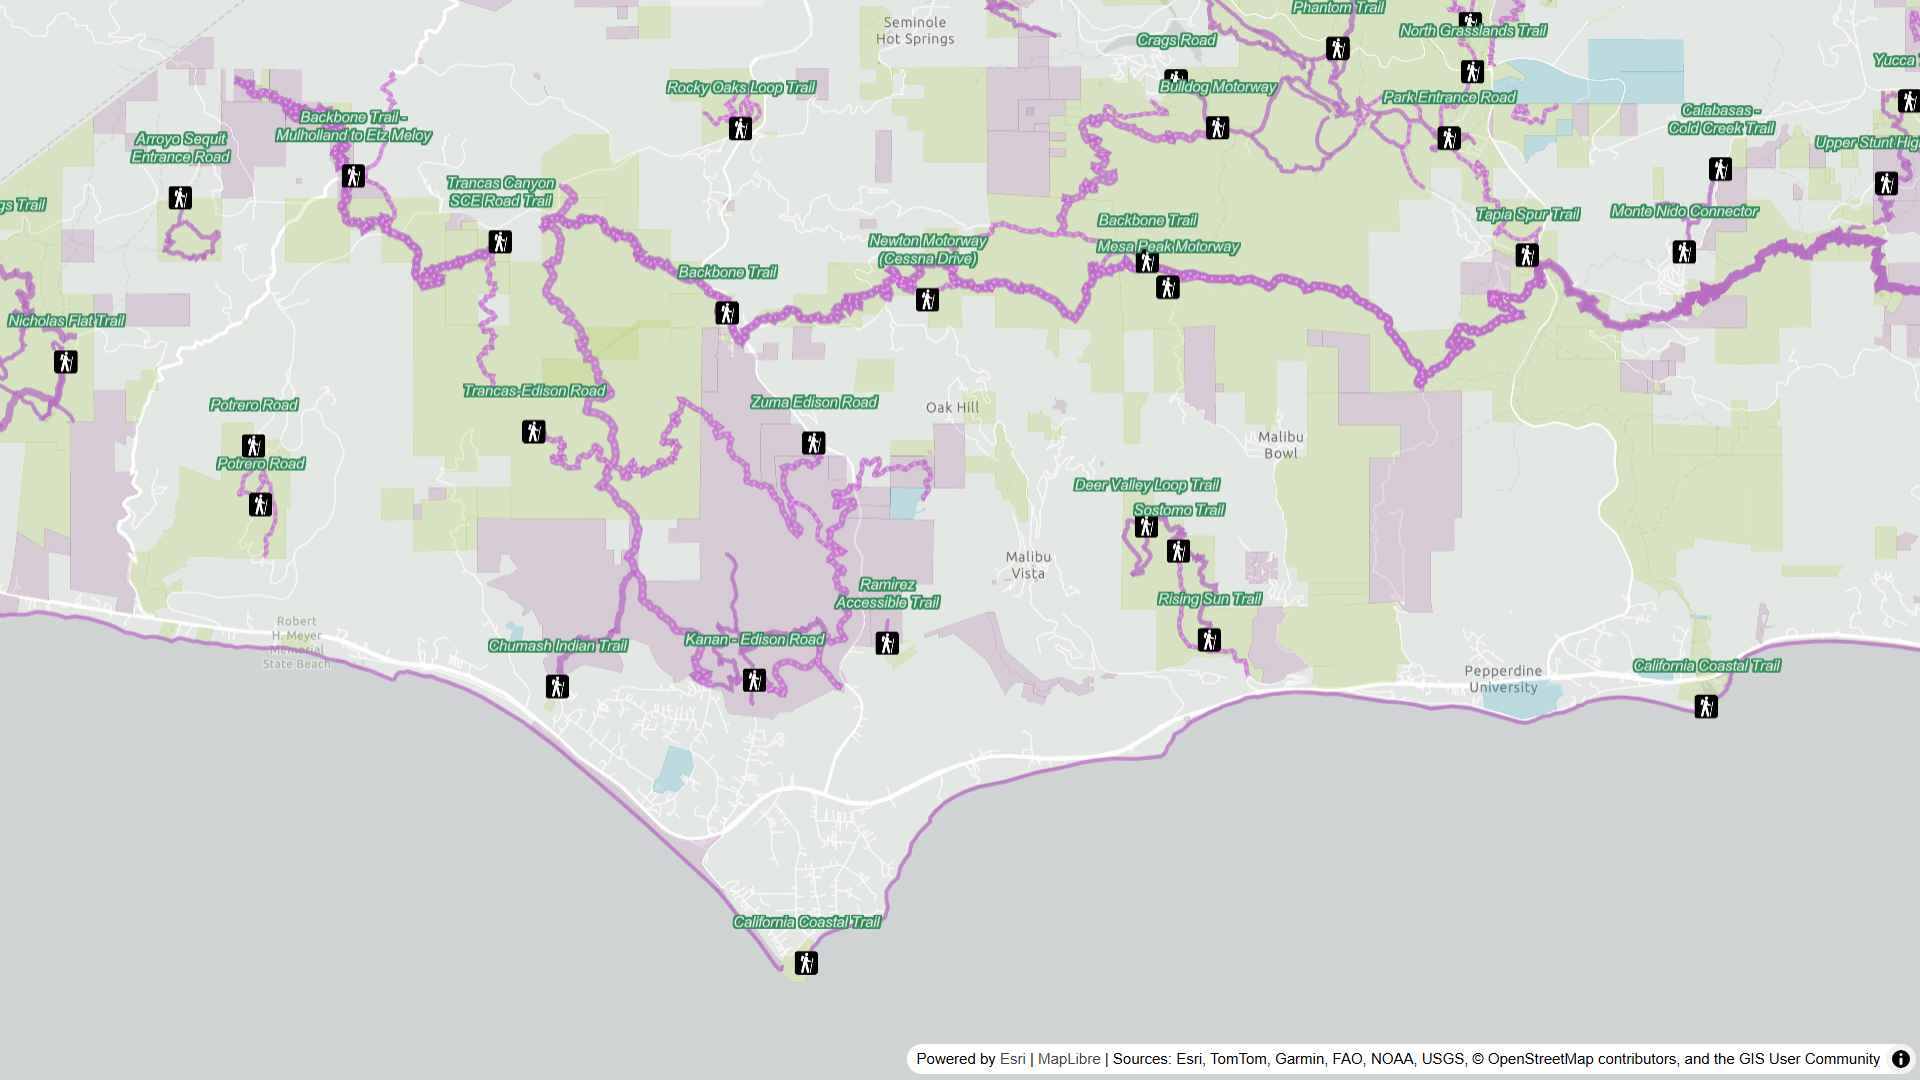 Phantom Trail
Seminole
Hot Springs
North Grasslands Trail
Crags Road
Yucca
Rocky Oaks Loop Trail
Bulldog Motorway
Park Entrance Road
Calabasas -
Cold Creek Trail
Backbone Trail -
Mulholland to Etz Meloy
Arroyo Sequit
Entrance Road
Upper Stunt Hig
Trancas Canyon
SCE Road Trail
gs Trail
Backbone Trail
Tapia Spur Trail
Monte Nido Connector
Newton Motorway
(Cessna Drive)
Mesa Peak Motorway
Backbone Trail
Nicholas Flat Trail
Trancas-Edison Road
Potrero Road
Zuma Edison Road
Oak Hill
Malibu
Bowl
Potrero Road
Deer Valley Loop Trail
Sostomo Trail
Malibu
Vista
Ramirez
Accessible Trail
Rising Sun Trail
Robert
H. Meyer
Memorial
State Beach
Chumash Indian Trail
Kanan - Edison Road
Pepperdine
University
California Coastal Trail
California Coastal Trail
Powered by Esri | MapLibre | Sources: Esri, TomTom, Garmin, FAO, NOAA, USGS, © OpenStreetMap contributors, and the GIS User Community